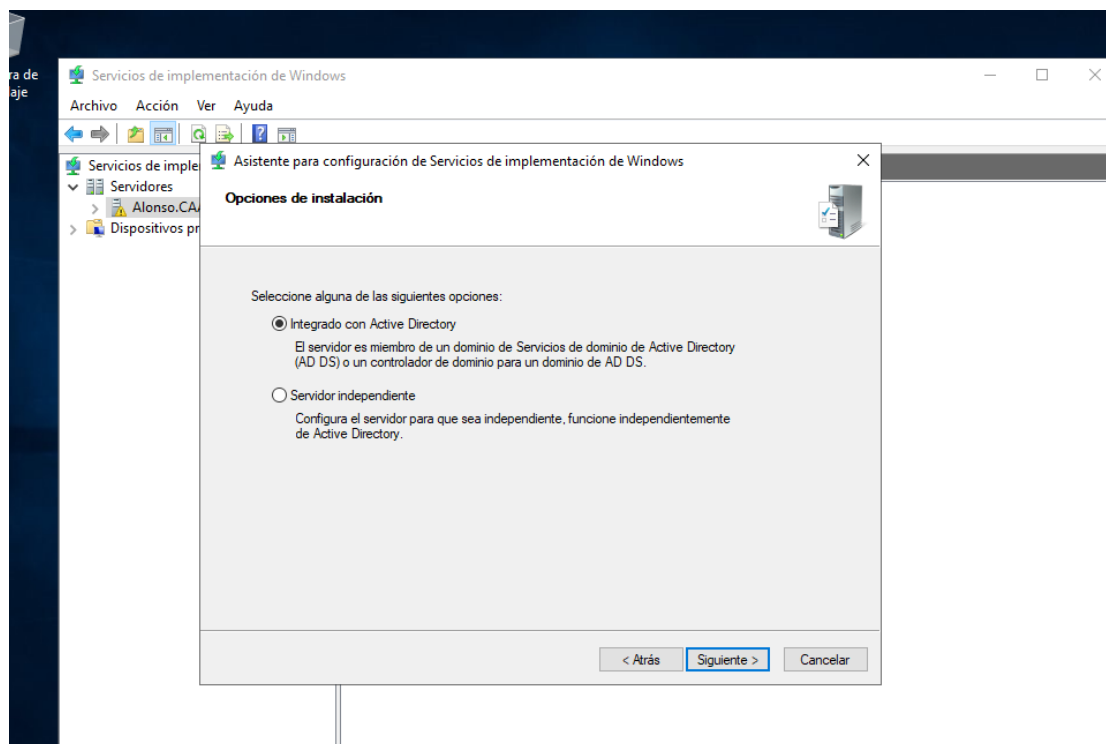 ra de
aje
Servicios de implementación de Windows
Archivo Acción Ver Ayuda
Servicios de imple
Servidores
Alonso.CA
Dispositivos pr
Asistente para configuración de Servicios de implementación de Windows
Opciones de instalación
Seleccione alguna de las siguientes opciones:
Integrado con Active Directory
El servidor es miembro de un dominio de Servicios de dominio de Active Directory
(AD DS) o un controlador de dominio para un dominio de AD DS.
Servidor independiente
Configura el servidor para que sea independiente, funcione independientemente
de Active Directory.
< Atrás Siguiente > Cancelar